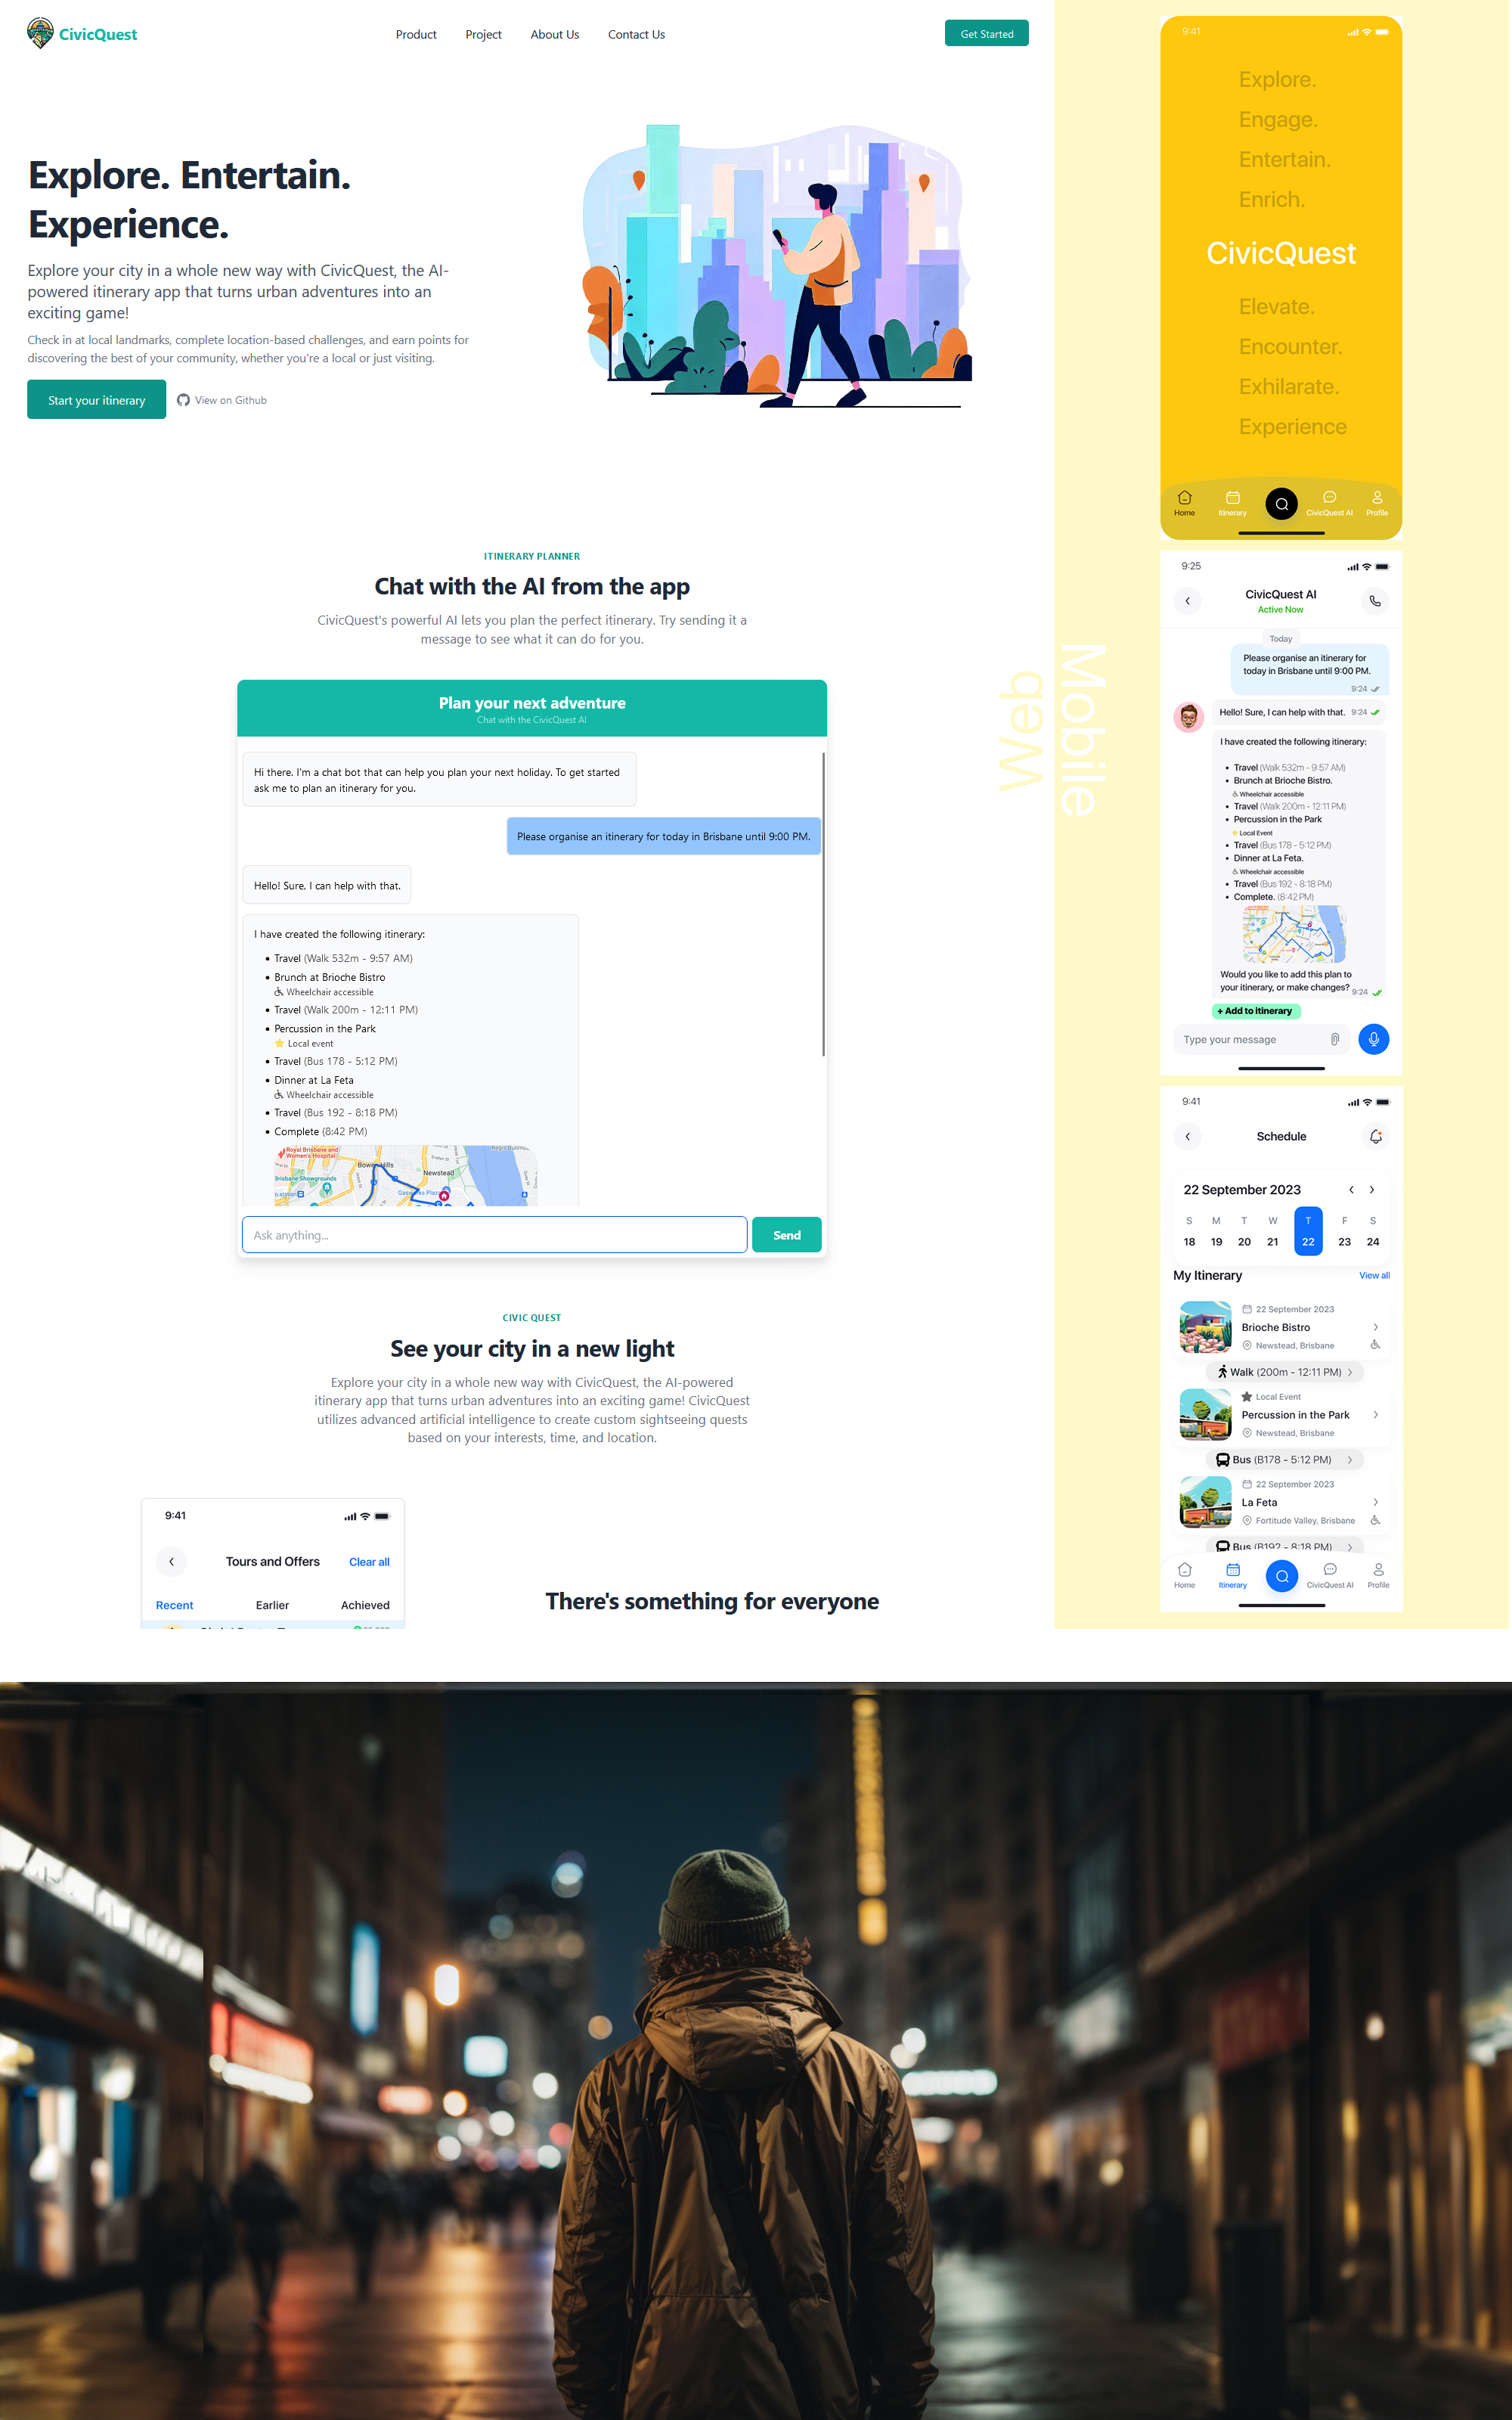 CivicQuest
Product
Project
About Us
Contact Us
Get Started
Explore. Entertain.
Experience.
Explore your city in a whole new way with CivicQuest, the AI-
powered itinerary app that turns urban adventures into an
exciting game!
Check in at local landmarks, complete location-based challenges, and earn points for
discovering the best of your community, whether you're a local or just visiting.
Start your itinerary
View on Github
ITINERARY PLANNER
Chat with the AI from the app
CivicQuest's powerful AI lets you plan the perfect itinerary. Try sending it a
message to see what it can do for you.
Plan your next adventure
Chat with the CivicQuest AI
Hi there. I'm a chat bot that can help you plan your next holiday. To get started
ask me to plan an itinerary for you.
Please organise an itinerary for today in Brisbane until 9:00 PM.
Hello! Sure, I can help with that.
I have created the following itinerary:
• Travel (Walk 532m - 9:57 AM)
• Brunch at Brioche Bistro
Wheelchair accessible
• Travel (Walk 200m - 12:11 PM)
• Percussion in the Park
Local event
• Travel (Bus 178 - 5:12 PM)
• Dinner at La Feta
Wheelchair accessible
• Travel (Bus 192 - 8:18 PM)
• Complete (8:42 PM)
Royal Brisbane and
Women's Hospital
Bowen Hills
Newstead
Brisbane Showgrounds
Gasworks Plaza
Ask anything...
Send
CIVIC QUEST
See your city in a new light
Explore your city in a whole new way with CivicQuest, the AI-powered
itinerary app that turns urban adventures into an exciting game! CivicQuest
utilizes advanced artificial intelligence to create custom sightseeing quests
based on your interests, time, and location.
9:41
Tours and Offers
Clear all
Recent
Earlier
Achieved
There's something for everyone
Web
Mobile
9:41
Explore.
Engage.
Entertain.
Enrich.
CivicQuest
Elevate.
Encounter.
Exhilarate.
Experience
Home
Itinerary
CivicQuest AI
Profile
9:25
CivicQuest AI
Active Now
Today
Please organise an itinerary for
today in Brisbane until 9:00 PM.
9:24
Hello! Sure, I can help with that.
9:24
I have created the following itinerary:
• Travel (Walk 532m - 9:57 AM)
• Brunch at Brioche Bistro.
Wheelchair accessible
• Travel (Walk 200m - 12:11 PM)
• Percussion in the Park
Local Event
• Travel (Bus 178 - 5:12 PM)
• Dinner at La Feta.
Wheelchair accessible
• Travel (Bus 192 - 8:18 PM)
• Complete. (8:42 PM)
Would you like to add this plan to
your itinerary, or make changes?
9:24
+ Add to itinerary
Type your message
9:41
Schedule
22 September 2023
S M T W T F S
18 19 20 21 22 23 24
My Itinerary
View all
22 September 2023
Brioche Bistro
Newstead, Brisbane
Walk (200m - 12:11 PM)
Local Event
Percussion in the Park
Newstead, Brisbane
Bus (B178 - 5:12 PM)
22 September 2023
La Feta
Fortitude Valley, Brisbane
Bus (B192 - 8:18 PM)
Home
Itinerary
CivicQuest AI
Profile